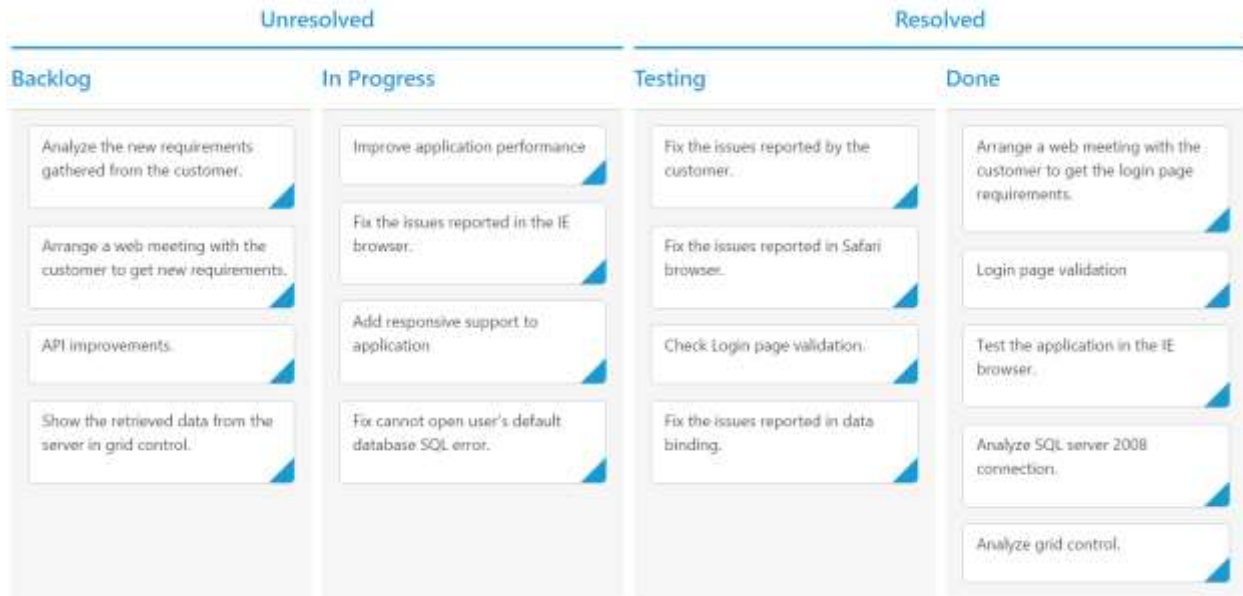 Unresolved
Resolved
Backlog
In Progress
Testing
Done
Analyze the new requirements
gathered from the customer.
Arrange a web meeting with the
customer to get new requirements.
API improvements.
Show the retrieved data from the
server in grid control.
Improve application performance
Fix the issues reported in the IE
browser.
Add responsive support to
application
Fix cannot open user's default
database SQL error.
Fix the issues reported by the
customer.
Fix the issues reported in Safari
browser.
Check Login page validation.
Fix the issues reported in data
binding.
Arrange a web meeting with the
customer to get the login page
requirements.
Login page validation
Test the application in the IE
browser.
Analyze SQL server 2008
connection.
Analyze grid control.